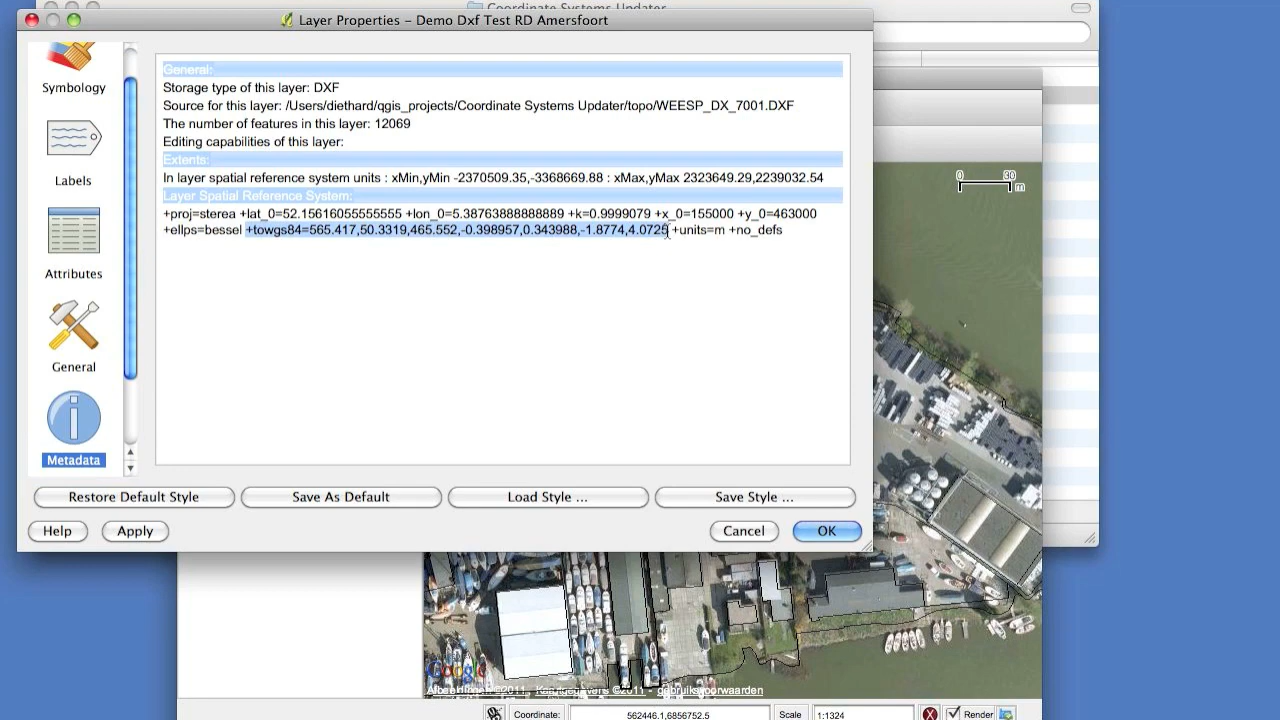 Coordinate Systems Updater
Layer Properties – Demo Dxf Test RD Amersfoort
Symbology
Labels
Attributes
General
Metadata
General:
Storage type of this layer: DXF
Source for this layer: /Users/diethard/qgis_projects/Coordinate Systems Updater/topo/WEESP_DX_7001.DXF
The number of features in this layer: 12069
Editing capabilities of this layer:
Extents:
In layer spatial reference system units : xMin,yMin -2370509.35,-3368669.88 : xMax,yMax 2323649.29,2239032.54
Layer Spatial Reference System:
+proj=sterea +lat_0=52.15616055555555 +lon_0=5.38763888888889 +k=0.9999079 +x_0=155000 +y_0=463000
+ellps=bessel +towgs84=565.417,50.3319,465.552,-0.398957,0.343988,-1.8774,4.0725 +units=m +no_defs
Restore Default Style
Save As Default
Load Style ...
Save Style ...
Help
Apply
Cancel
OK
0 30
m
Afbeeldingen ©2011, Kaartgegevens ©2011 - gebruiksvoorwaarden
Coordinate:
562446.1,6856752.5
Scale
1:1324
Render